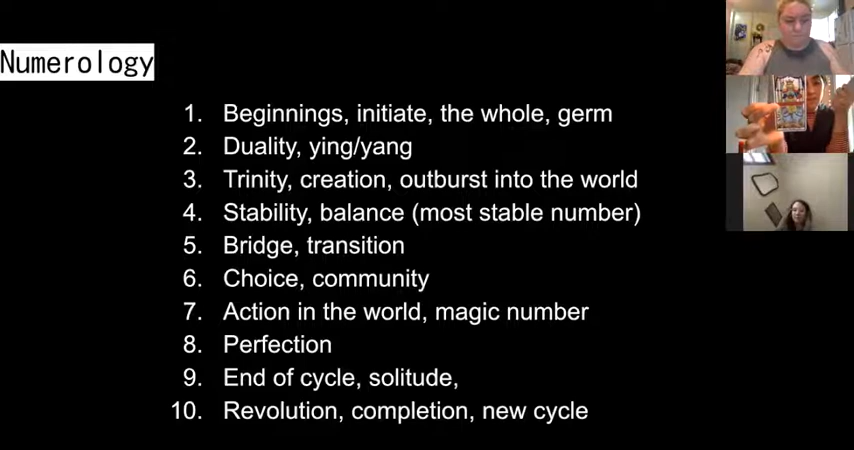 Numerology
1. Beginnings, initiate, the whole, germ
2. Duality, ying/yang
3. Trinity, creation, outburst into the world
4. Stability, balance (most stable number)
5. Bridge, transition
6. Choice, community
7. Action in the world, magic number
8. Perfection
9. End of cycle, solitude,
10. Revolution, completion, new cycle